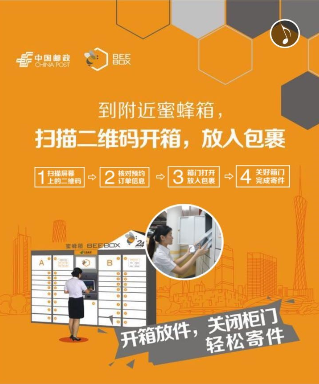 中国邮政
CHINA POST
BEE
BOX
到附近蜜蜂箱，
扫描二维码开箱，放入包裹
1 扫描屏幕
上的二维码
2 核对预约
订单信息
3 箱门打开
放入包裹
4 关好箱门
完成寄件
蜜蜂箱 BEEBOX
24
A
B
开箱放件，关闭柜门
轻松寄件